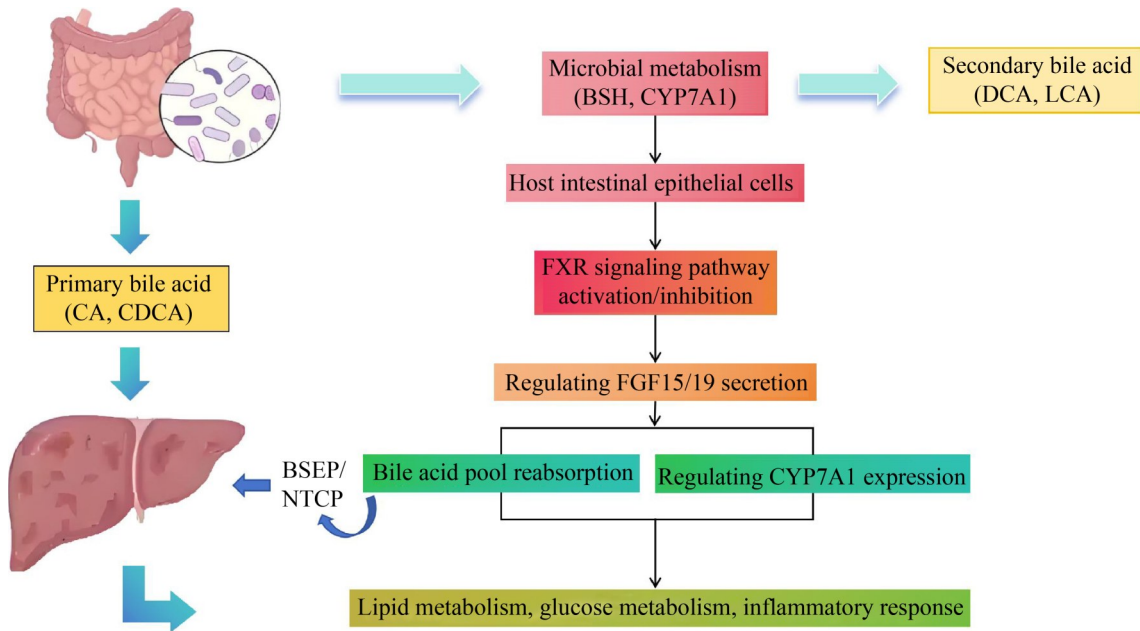 Microbial metabolism
(BSH, CYP7A1)
Secondary bile acid
(DCA, LCA)
Host intestinal epithelial cells
FXR signaling pathway
activation/inhibition
Primary bile acid
(CA, CDCA)
Regulating FGF15/19 secretion
BSEP/
NTCP
Bile acid pool reabsorption
Regulating CYP7A1 expression
Lipid metabolism, glucose metabolism, inflammatory response